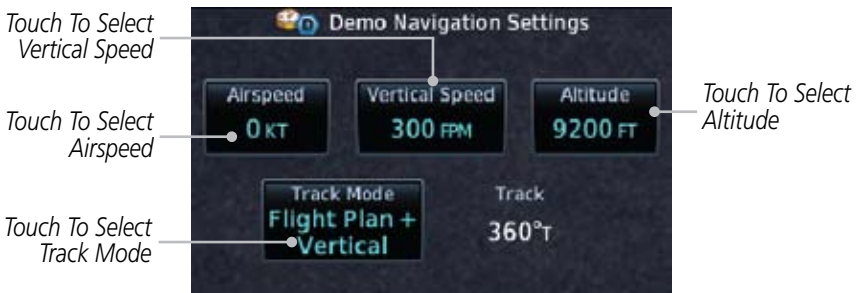 Touch To Select
Vertical Speed
Demo Navigation Settings
Touch To Select
Airspeed
Airspeed
0 KT
Vertical Speed
300 FPM
Altitude
9200 FT
Touch To Select
Altitude
Touch To Select
Track Mode
Track Mode
Flight Plan +
Vertical
Track
360°T